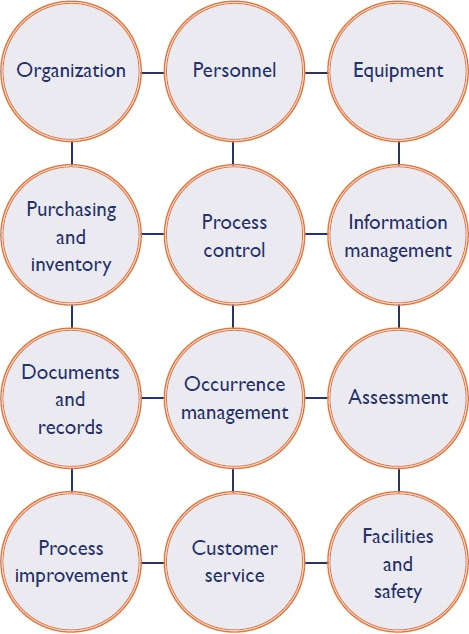 Organization
Personnel
Equipment
Purchasing
and
inventory
Process
control
Information
management
Documents
and
records
Occurrence
management
Assessment
Process
improvement
Customer
service
Facilities
and
safety